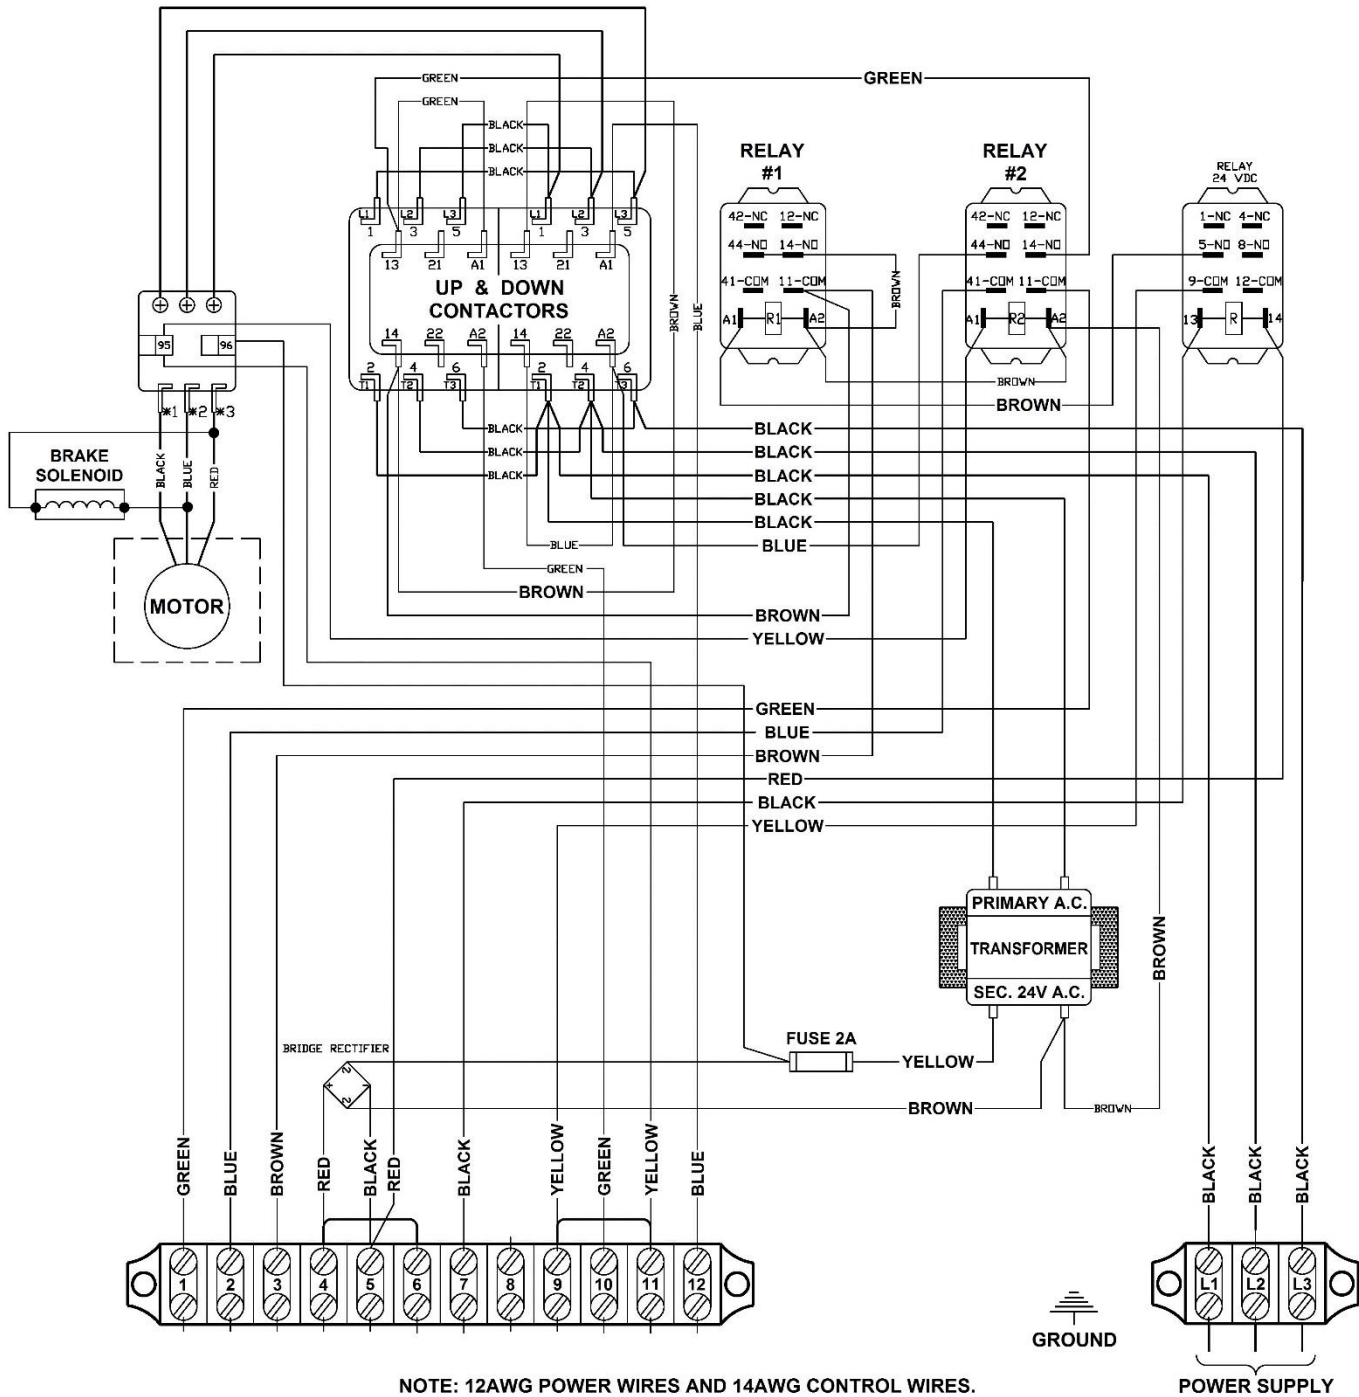 GREEN
GREEN
GREEN
BLACK
BLACK
BLACK
RELAY
#1
RELAY
#2
RELAY
24 VDC
L1 L2 L3 L1 L2 L3
1 3 5 1 3 5
13 21 A1 13 21 A1
UP & DOWN
CONTACTORS
14 22 A2 14 22 A2
2 4 6 2 4 6
T1 T2 T3 T1 T2 T3
BROWN
BLUE
42-NC 12-NC
44-NO 14-NO
41-COM 11-COM
A1 R1 A2
BROWN
42-NC 12-NC
44-NO 14-NO
41-COM 11-COM
A1 R2 A2
1-NC 4-NC
5-NO 8-NO
9-COM 12-COM
13 R 14
BROWN
BROWN
95 96
*1 *2 *3
BRAKE
SOLENOID
BLACK
BLUE
RED
MOTOR
BLACK
BLACK
BLACK
BLACK
BLACK
BLACK
BLACK
BLACK
BLUE
BLUE
GREEN
BROWN
BROWN
YELLOW
GREEN
BLUE
BROWN
RED
BLACK
YELLOW
PRIMARY A.C.
TRANSFORMER
SEC. 24V A.C.
BROWN
FUSE 2A
YELLOW
BROWN
BROWN
BRIDGE RECTIFIER
~
+ -
~
GREEN
BLUE
BROWN
RED
BLACK
RED
BLACK
YELLOW
GREEN
YELLOW
BLUE
BLACK
BLACK
BLACK
1 2 3 4 5 6 7 8 9 10 11 12
L1 L2 L3
GROUND
NOTE: 12AWG POWER WIRES AND 14AWG CONTROL WIRES.
POWER SUPPLY